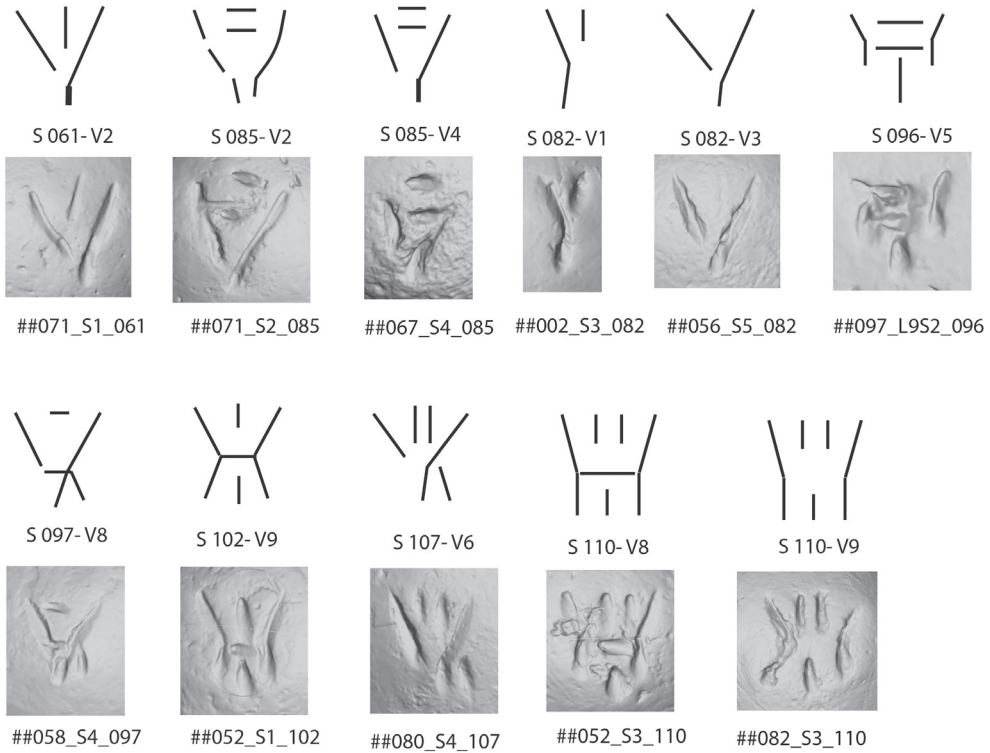 S 061- V2 S 085- V2 S 085- V4 S 082- V1 S 082- V3 S 096- V5
##071_S1_061 ##071_S2_085 ##067_S4_085 ##002_S3_082 ##056_S5_082 ##097_L9S2_096
S 097- V8 S 102- V9 S 107- V6 S 110- V8 S 110- V9
##058_S4_097 ##052_S1_102 ##080_S4_107 ##052_S3_110 ##082_S3_110